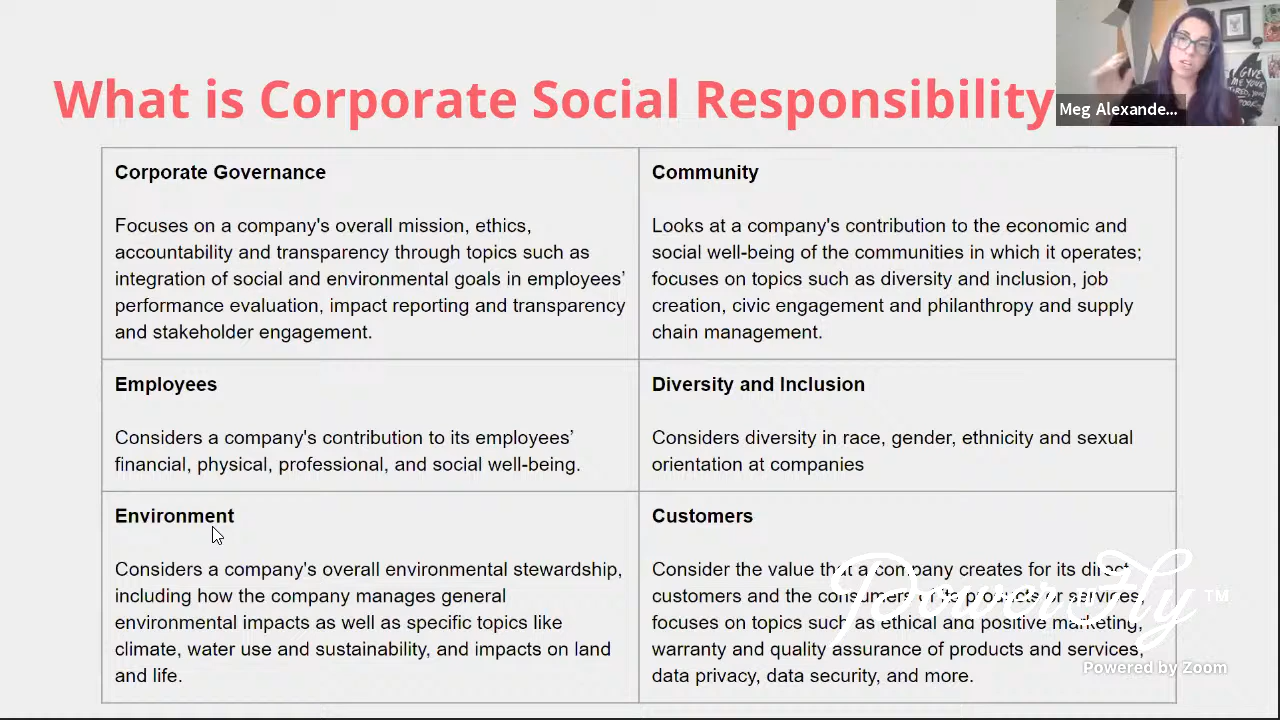 What is Corporate Social Responsibility
Meg Alexande...
GIVE
ME YOUR
TIRED, YOUR
Corporate Governance
Focuses on a company's overall mission, ethics,
accountability and transparency through topics such as
integration of social and environmental goals in employees’
performance evaluation, impact reporting and transparency
and stakeholder engagement.
Community
Looks at a company's contribution to the economic and
social well-being of the communities in which it operates;
focuses on topics such as diversity and inclusion, job
creation, civic engagement and philanthropy and supply
chain management.
Employees
Considers a company's contribution to its employees’
financial, physical, professional, and social well-being.
Diversity and Inclusion
Considers diversity in race, gender, ethnicity and sexual
orientation at companies
Environment
Considers a company's overall environmental stewardship,
including how the company manages general
environmental impacts as well as specific topics like
climate, water use and sustainability, and impacts on land
and life.
Customers
Consider the value that a company creates for its direct
customers and the consumers of its products or services,
focuses on topics such as ethical and positive marketing,
warranty and quality assurance of products and services,
data privacy, data security, and more.
PowerToFly™
Powered by Zoom